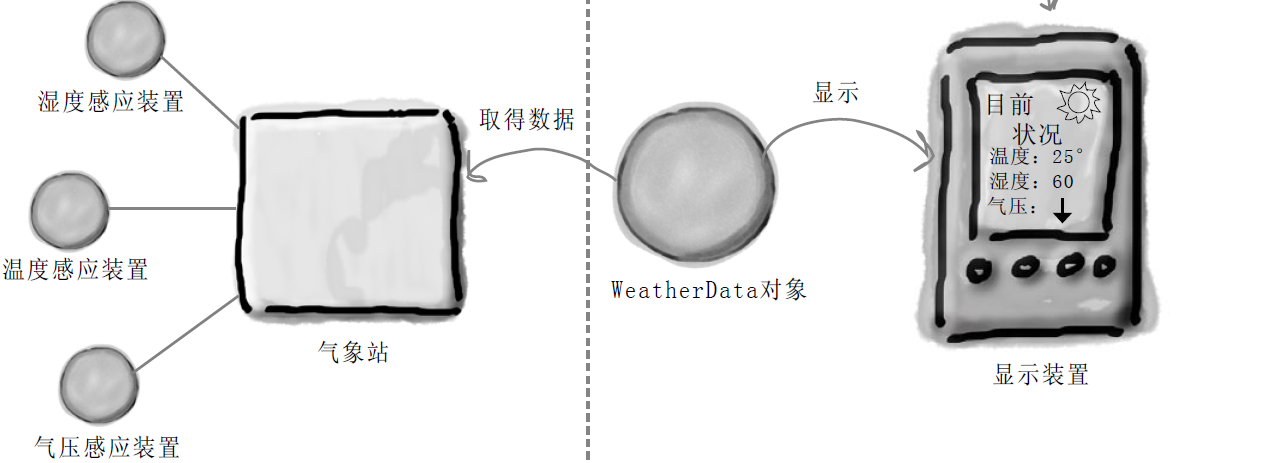 湿度感应装置
温度感应装置
气压感应装置
气象站
取得数据
WeatherData对象
显示
目前
状况
温度：25°
湿度：60
气压：
显示装置